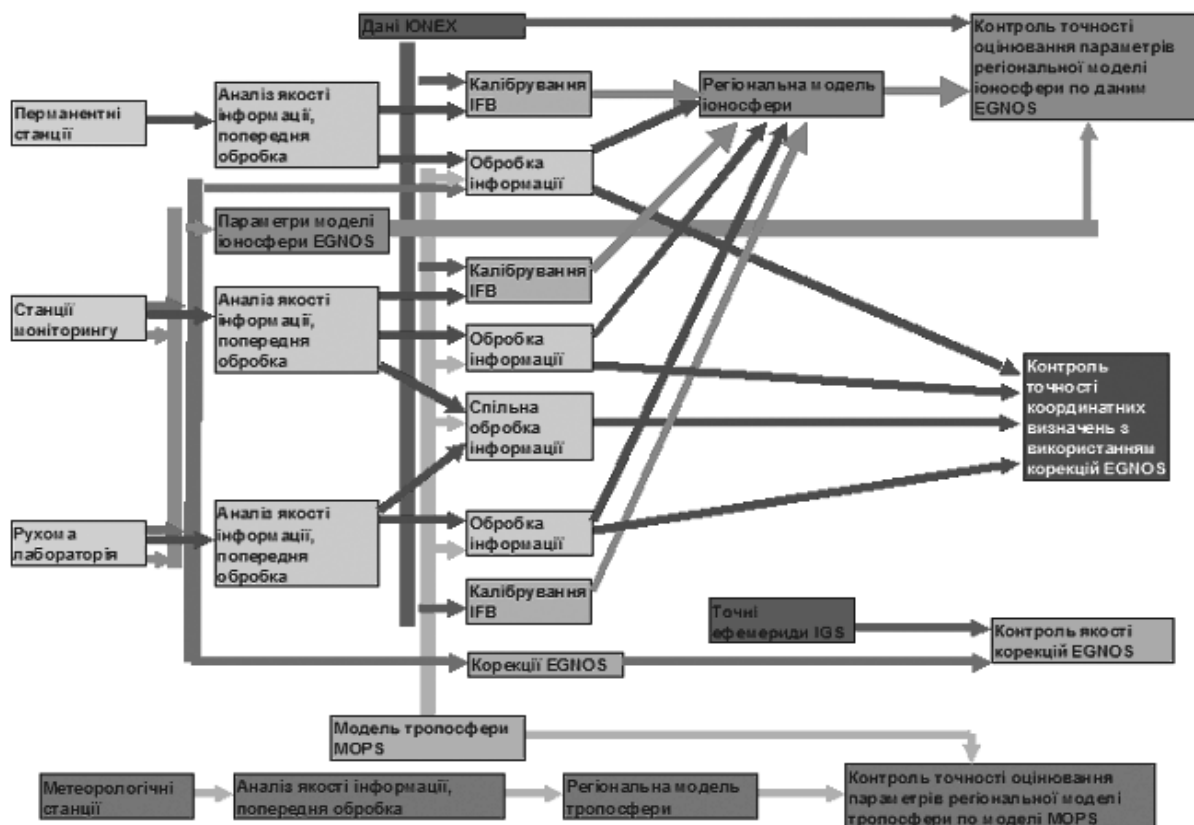 Дані IONEX
Контроль точності
оцінювання параметрів
регіональної моделі
іоносфери по даним
EGNOS
Калібрування
IFB
Регіональна модель
іоносфери
Аналіз якості
інформації,
попередня
обробка
Перманентні
станції
Обробка
інформації
Параметри моделі
іоносфери EGNOS
Калібрування
IFB
Аналіз якості
інформації,
попередня
обробка
Станції
моніторингу
Обробка
інформації
Контроль
точності
координатних
визначень з
використанням
корекцій EGNOS
Спільна
обробка
інформації
Аналіз якості
інформації,
попередня
обробка
Рухома
лабораторія
Обробка
інформації
Калібрування
IFB
Точні
ефемериди IGS
Контроль якості
корекцій EGNOS
Корекції EGNOS
Модель тропосфери
MOPS
Метеорологічні
станції
Аналіз якості інформації,
попередня обробка
Регіональна модель
тропосфери
Контроль точності оцінювання
параметрів регіональної моделі
тропосфери по моделі MOPS